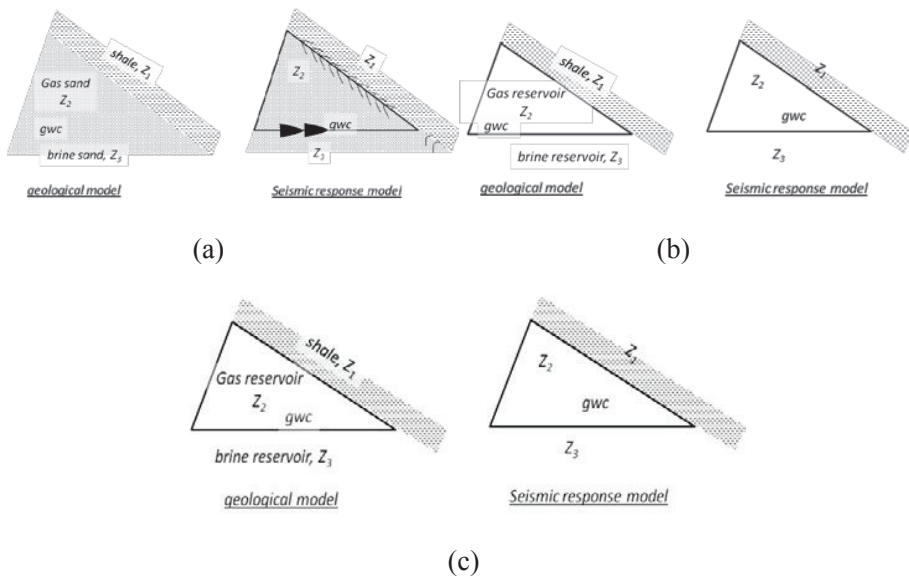 shale, Z₁
Gas sand
Z₂
gwc
brine sand, Z₃
geological model
Z₁
Z₂
gwc
Z₃
Seismic response model
(a)
shale, Z₁
Gas reservoir
Z₂
gwc
brine reservoir, Z₃
geological model
Z₁
Z₂
gwc
Z₃
Seismic response model
(b)
shale, Z₁
Gas reservoir
Z₂
gwc
brine reservoir, Z₃
geological model
Z₂
gwc
Z₃
Seismic response model
(c)